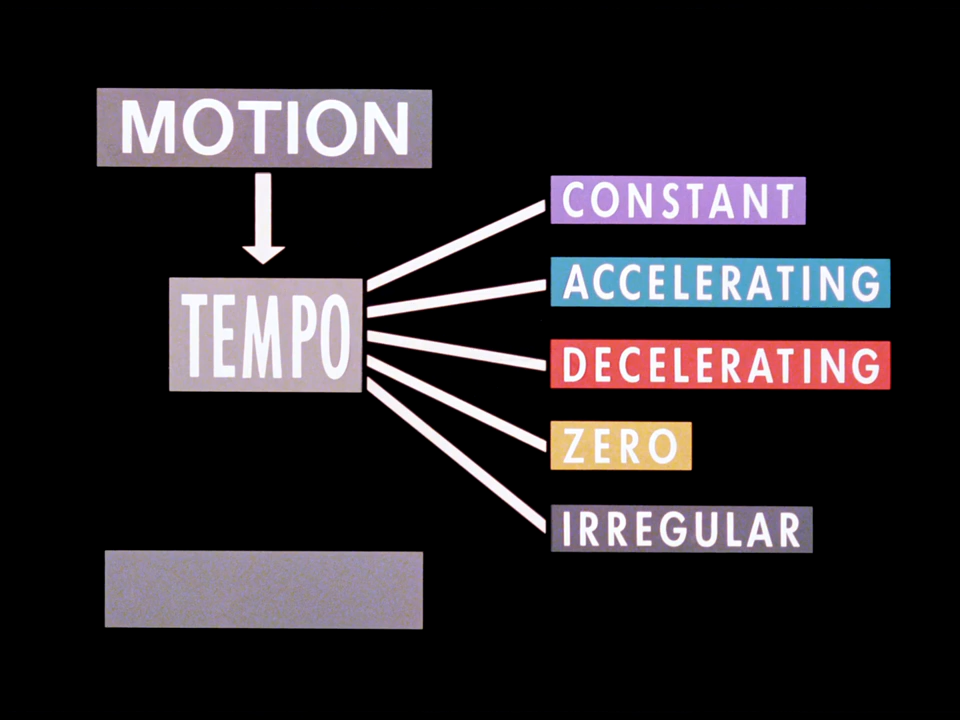 MOTION
TEMPO
CONSTANT
ACCELERATING
DECELERATING
ZERO
IRREGULAR